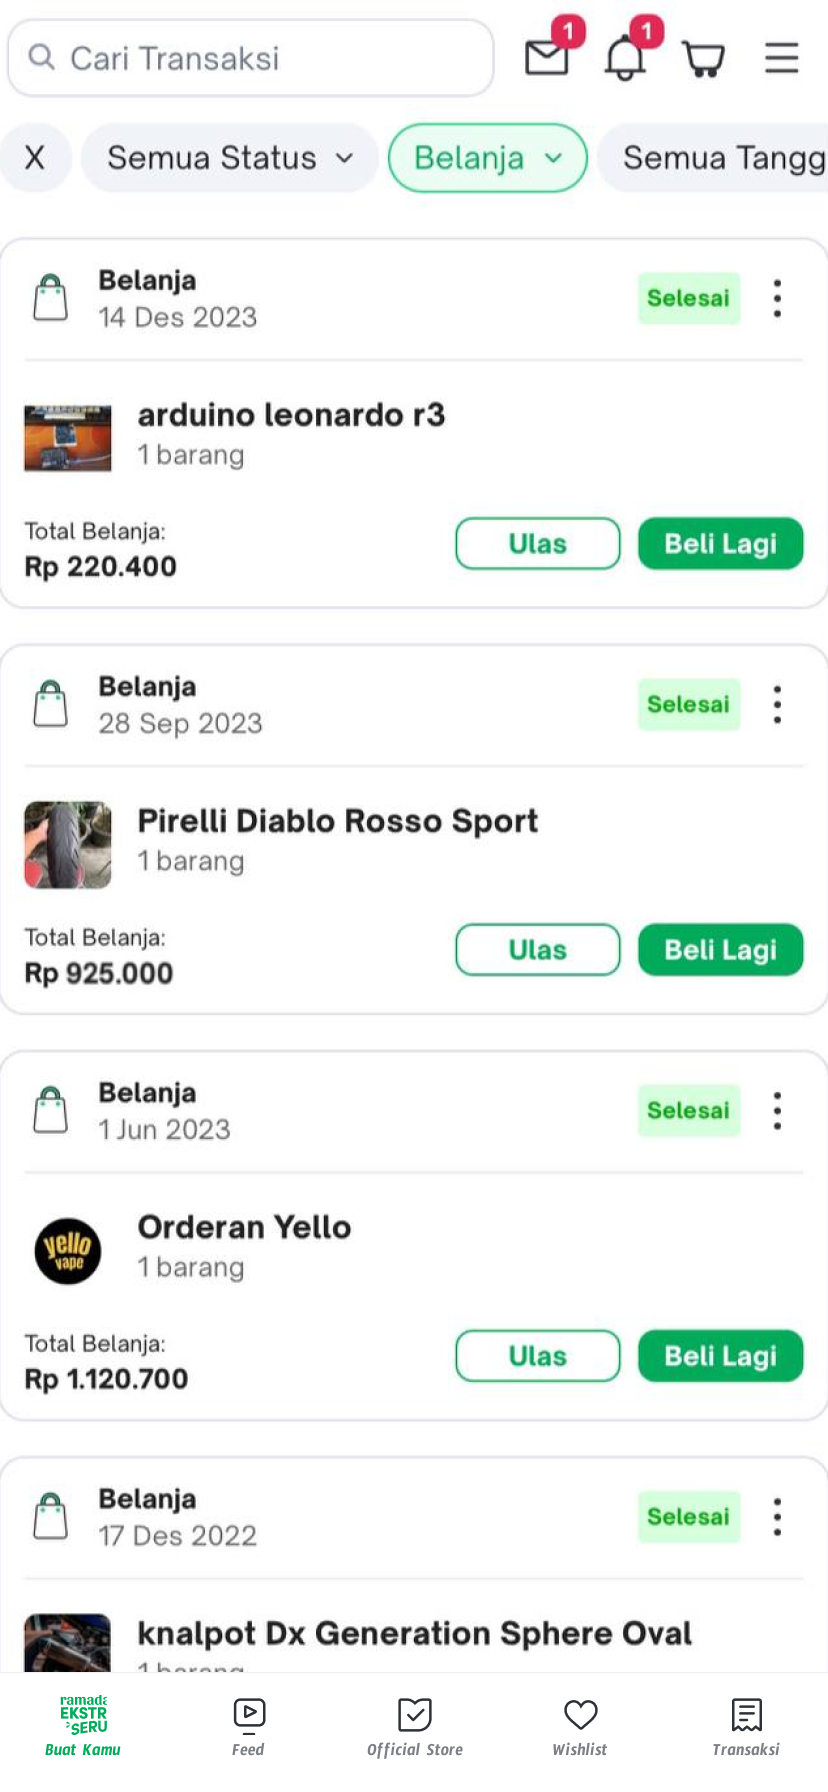 Cari Transaksi
1
1
X
Semua Status
Belanja
Semua Tangg
Belanja
14 Des 2023
Selesai
arduino leonardo r3
1 barang
Total Belanja:
Rp 220.400
Ulas
Beli Lagi
Belanja
28 Sep 2023
Selesai
Pirelli Diablo Rosso Sport
1 barang
Total Belanja:
Rp 925.000
Ulas
Beli Lagi
Belanja
1 Jun 2023
Selesai
yello
vape
Orderan Yello
1 barang
Total Belanja:
Rp 1.120.700
Ulas
Beli Lagi
Belanja
17 Des 2022
Selesai
knalpot Dx Generation Sphere Oval
1 barang
ramada
EKSTR
SERU
Buat Kamu
Feed
Official Store
Wishlist
Transaksi